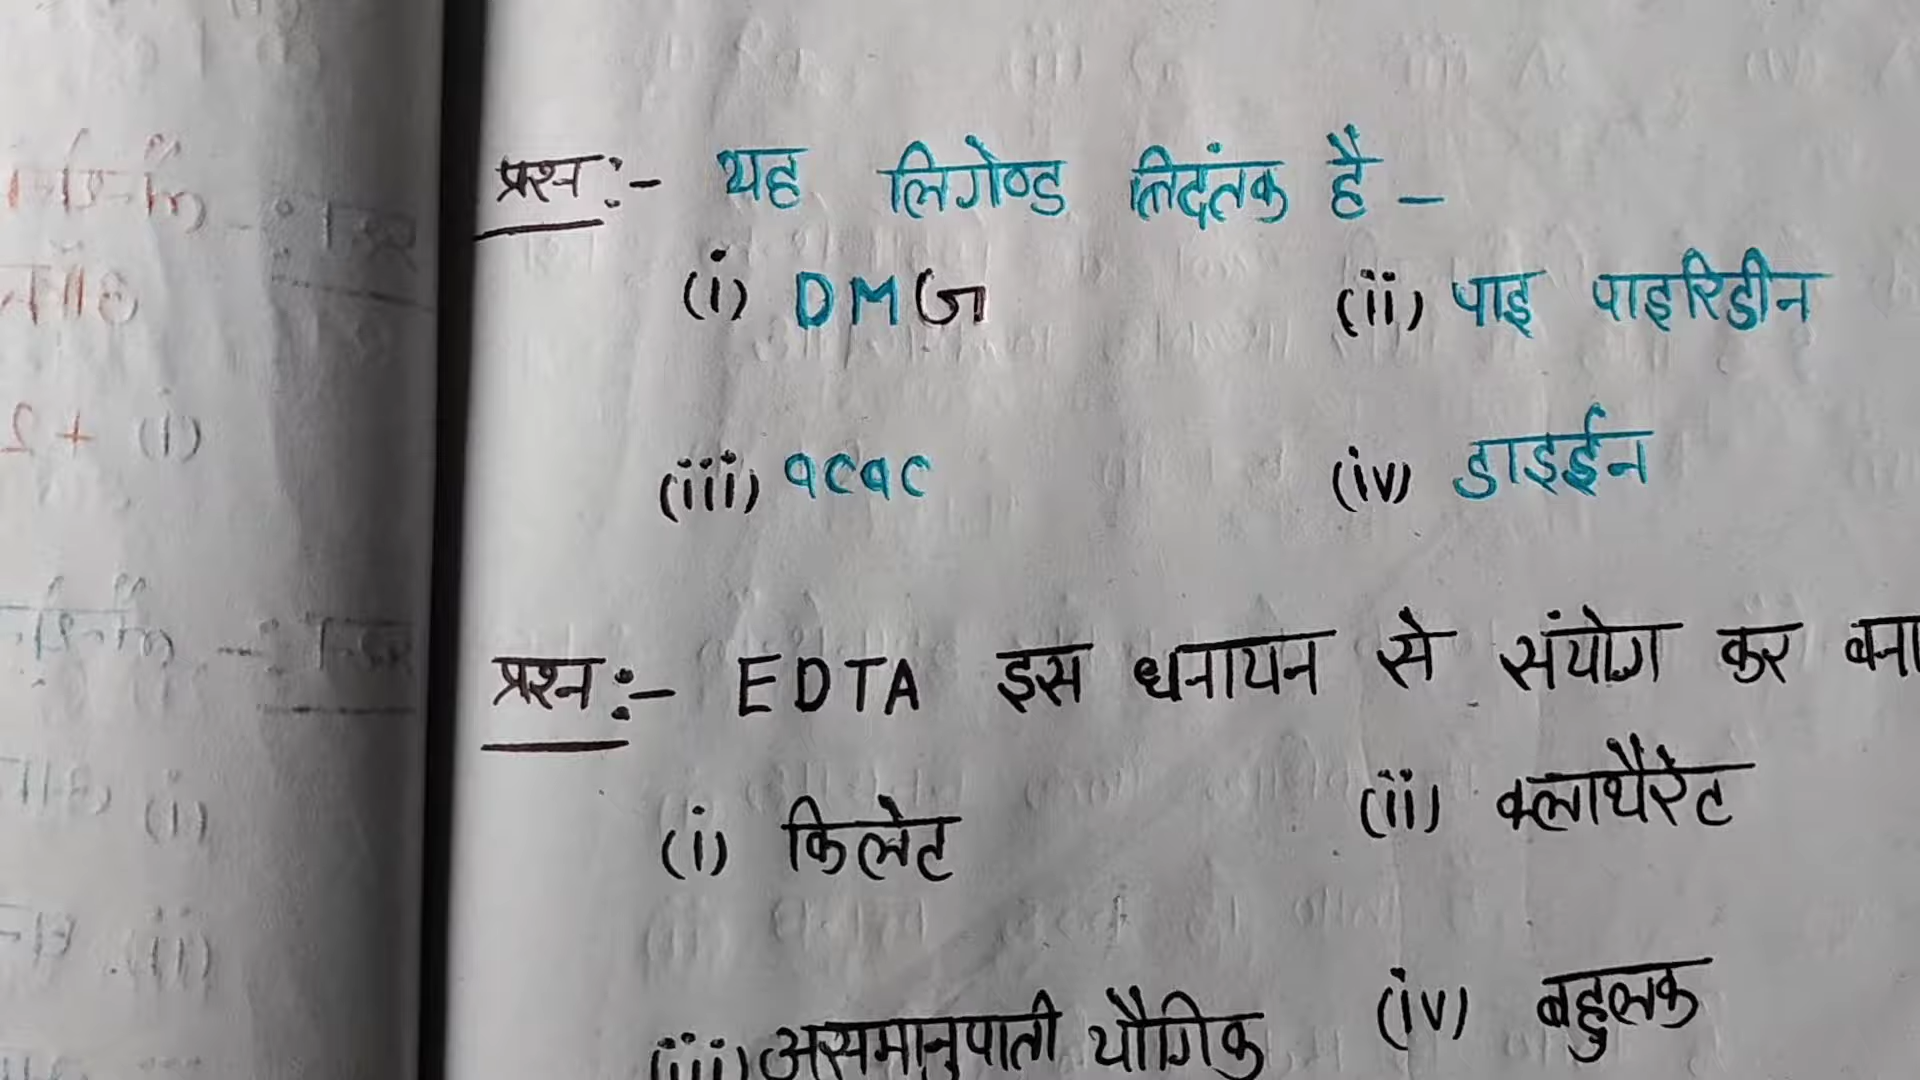 प्रश्न :- यह लिगेण्ड त्रिदंतक है –
(i) DMG (ii) पाइ पाइरिडीन
(iii) acac (iv) डाइईन
प्रश्न :- EDTA इस धनायन से संयोग कर बना
(i) किलेट (ii) क्लाथैरेट
(iii) असमानुपाती यौगिक (iv) बहुलक